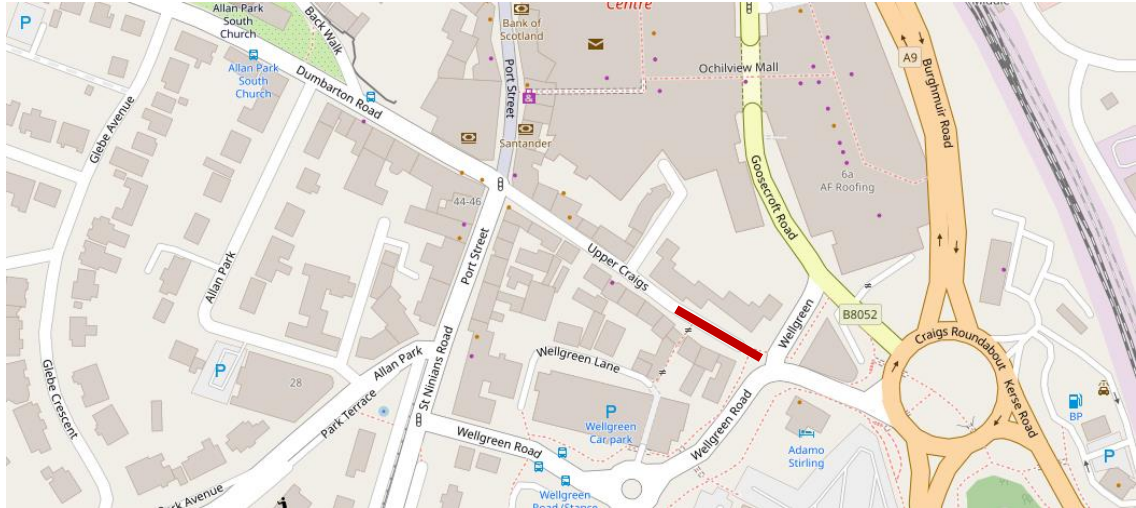 P
Allan Park
South
Church
Back Walk
Bank of
Scotland
Centre
A9
Burghmuir Road
Allan Park
South
Church
Port Street
Ochilview Mall
Dumbarton Road
Glebe Avenue
Santander
6a
AF Roofing
Goosecroft Road
44-46
Port Street
Upper Craigs
Allan Park
B8052
Wellgreen
Craigs Roundabout
Wellgreen Lane
St Ninians Road
Allan Park
P
28
Glebe Crescent
Park Terrace
P
Wellgreen
Car park
Wellgreen Road
Kerse Road
BP
Wellgreen Road
Adamo
Stirling
P
Park Avenue
Wellgreen
Road (Stance